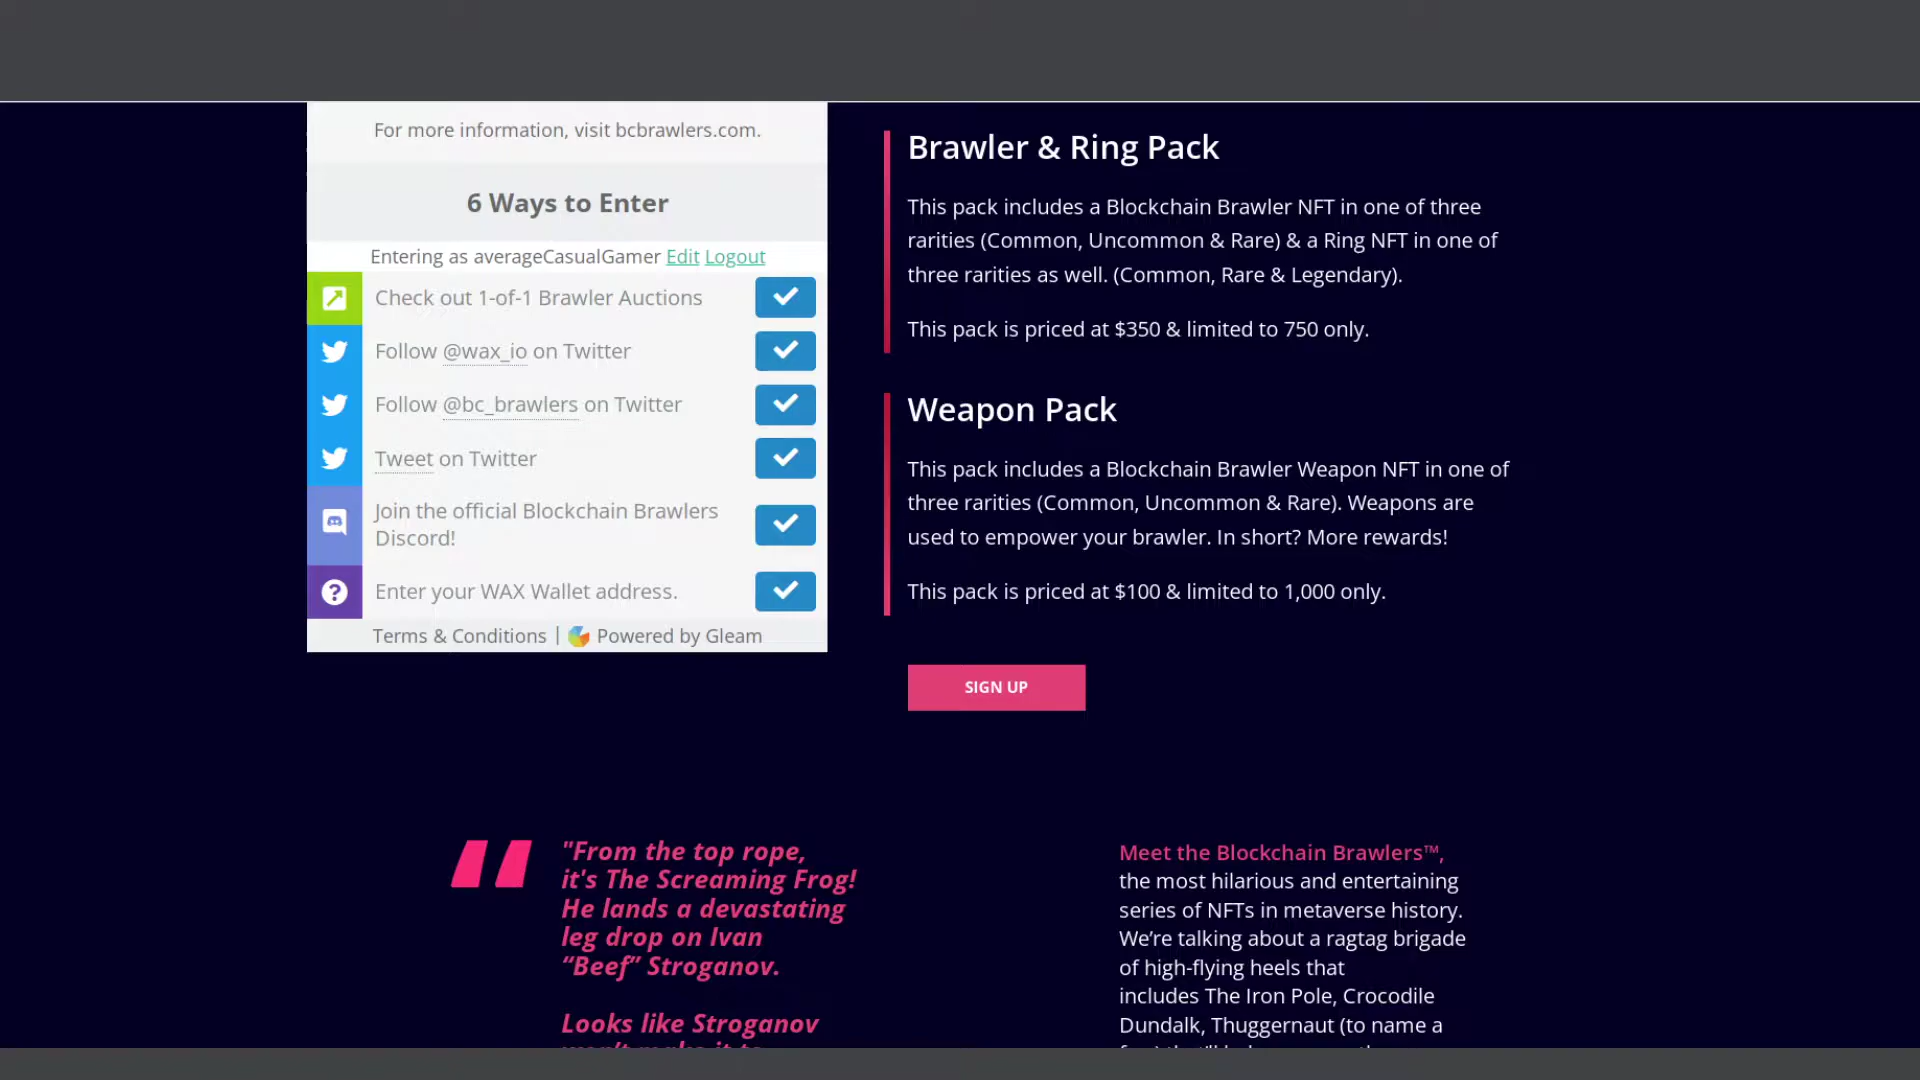 For more information, visit bcbrawlers.com.
6 Ways to Enter
Entering as averageCasualGamer Edit Logout
Check out 1-of-1 Brawler Auctions
Follow @wax_io on Twitter
Follow @bc_brawlers on Twitter
Tweet on Twitter
Join the official Blockchain Brawlers
Discord!
Enter your WAX Wallet address.
Terms & Conditions | Powered by Gleam
Brawler & Ring Pack
This pack includes a Blockchain Brawler NFT in one of three
rarities (Common, Uncommon & Rare) & a Ring NFT in one of
three rarities as well. (Common, Rare & Legendary).
This pack is priced at $350 & limited to 750 only.
Weapon Pack
This pack includes a Blockchain Brawler Weapon NFT in one of
three rarities (Common, Uncommon & Rare). Weapons are
used to empower your brawler. In short? More rewards!
This pack is priced at $100 & limited to 1,000 only.
SIGN UP
"From the top rope,
it's The Screaming Frog!
He lands a devastating
leg drop on Ivan
“Beef” Stroganov.
Looks like Stroganov
Meet the Blockchain Brawlers™,
the most hilarious and entertaining
series of NFTs in metaverse history.
We’re talking about a ragtag brigade
of high-flying heels that
includes The Iron Pole, Crocodile
Dundalk, Thuggernaut (to name a